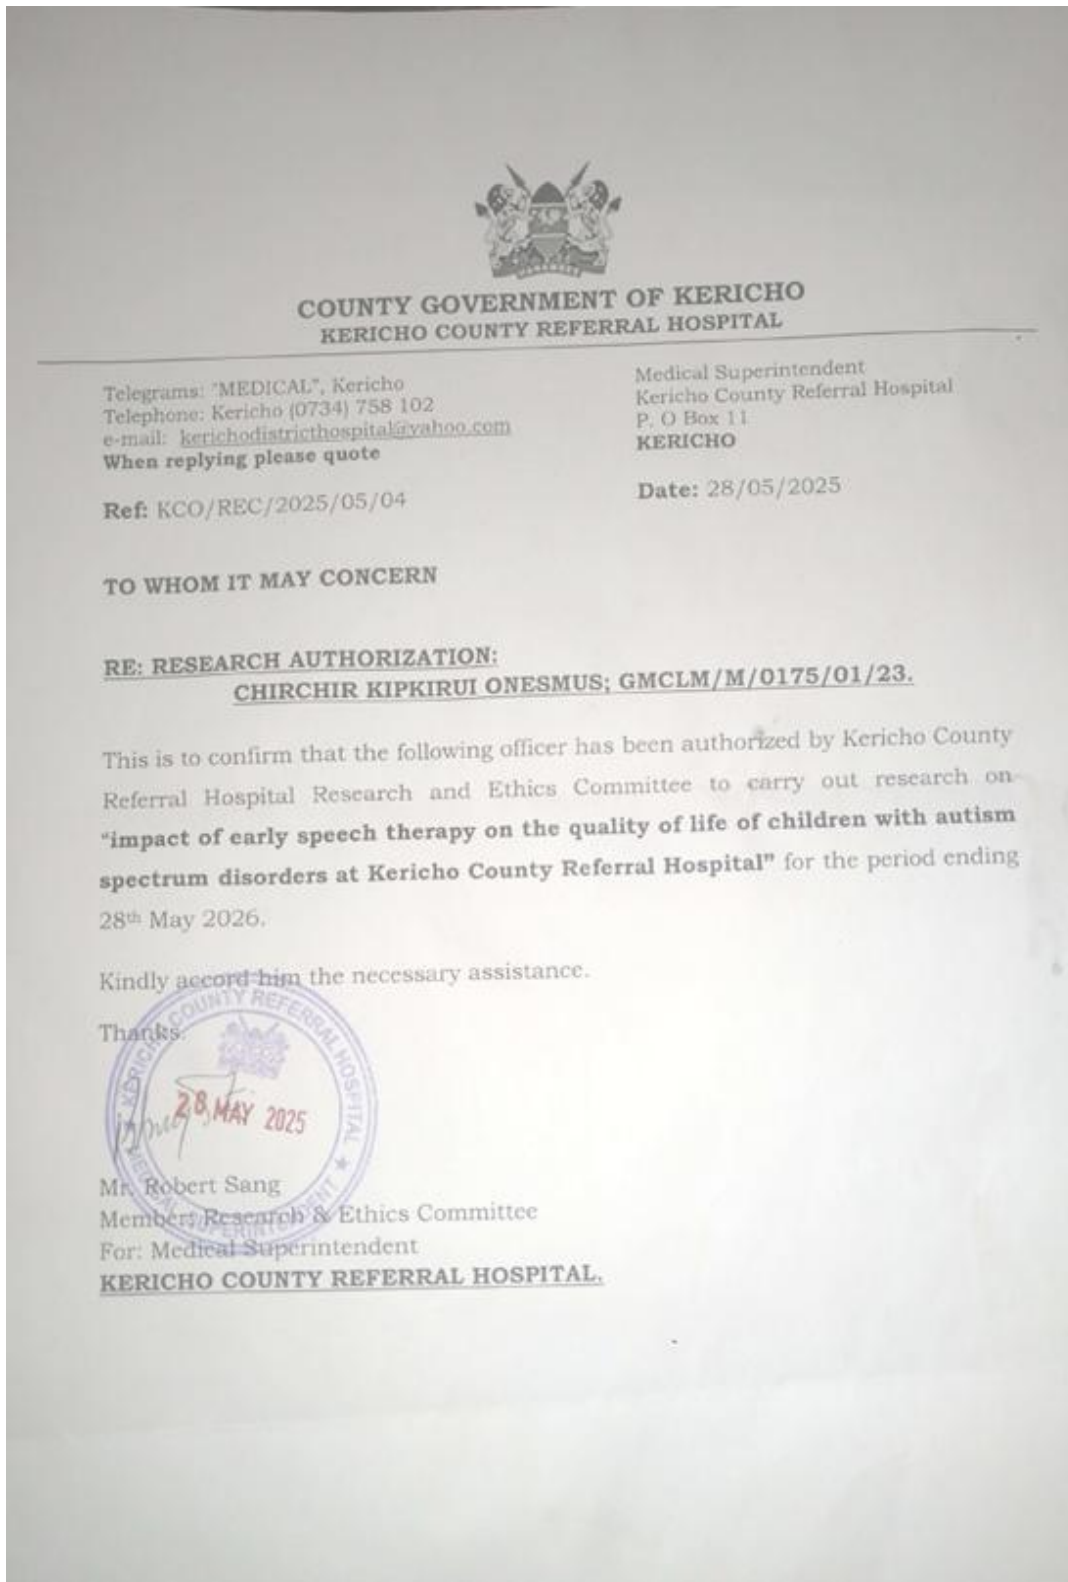 COUNTY GOVERNMENT OF KERICHO
KERICHO COUNTY REFERRAL HOSPITAL
Telegrams: "MEDICAL", Kericho
Telephone: Kericho (0734) 758 102
e-mail: kerichodistricthospital@yahoo.com
When replying please quote
Ref: KCO/REC/2025/05/04
Medical Superintendent
Kericho County Referral Hospital
P. O Box 11
KERICHO
Date: 28/05/2025
TO WHOM IT MAY CONCERN
RE: RESEARCH AUTHORIZATION:
CHIRCHIR KIPKIRUI ONESMUS; GMCLM/M/0175/01/23.
This is to confirm that the following officer has been authorized by Kericho County
Referral Hospital Research and Ethics Committee to carry out research on
"impact of early speech therapy on the quality of life of children with autism
spectrum disorders at Kericho County Referral Hospital" for the period ending
28th May 2026.
Kindly accord him the necessary assistance.
Thanks.
KERICHO COUNTY REFERRAL HOSPITAL
28 MAY 2025
MEDICAL SUPERINTENDENT
Mr. Robert Sang
Member: Research & Ethics Committee
For: Medical Superintendent
KERICHO COUNTY REFERRAL HOSPITAL.